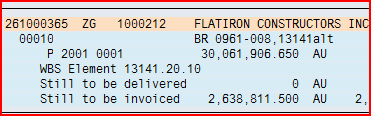 261000365 ZG 1000212 FLATIRON CONSTRUCTORS INC
00010 BR 0961-008,13141alt
P 2001 0001 30,061,906.650 AU
WBS Element 13141.20.10
Still to be delivered 0 AU
Still to be invoiced 2,638,811.500 AU 2,